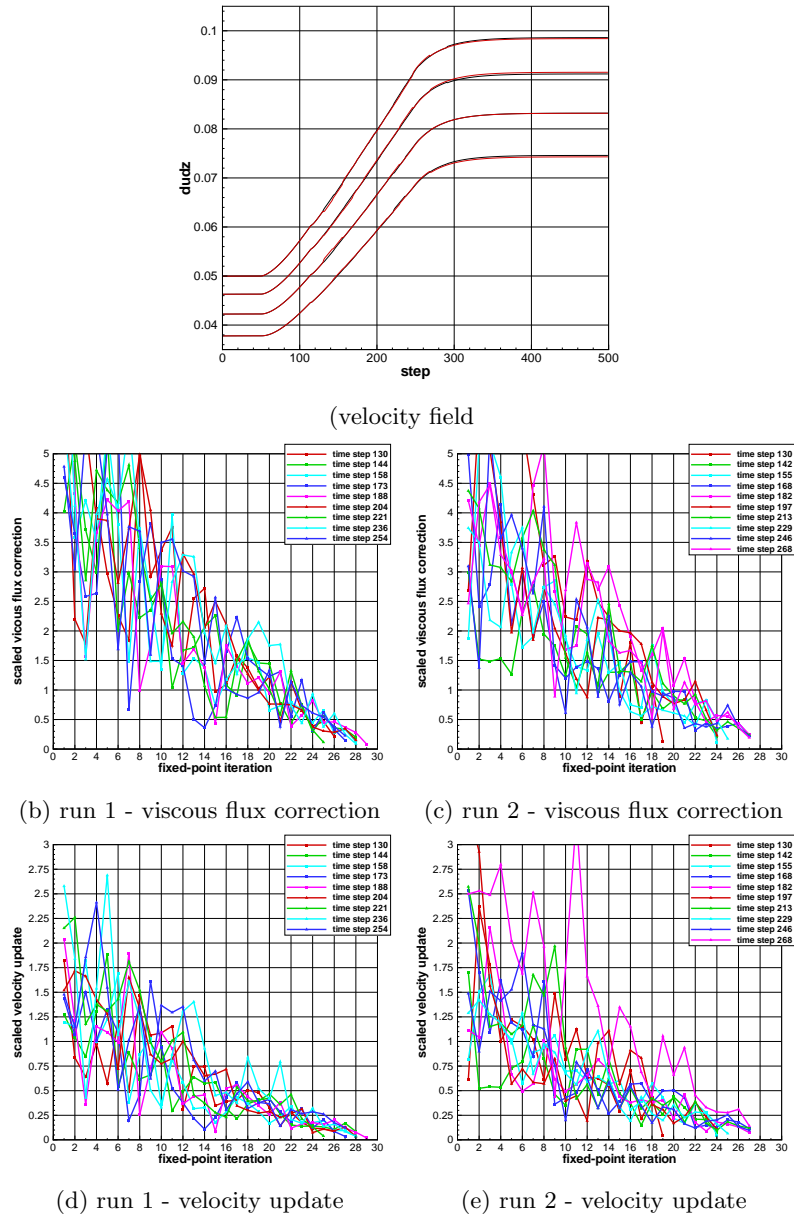 0.1
0.09
0.08
0.07
0.06
0.05
0.04
dudz
0 100 200 300 400 500
step
(velocity field
5
4.5
4
3.5
3
2.5
2
1.5
1
0.5
0
scaled vicous flux correction
time step 130
time step 144
time step 158
time step 173
time step 188
time step 204
time step 221
time step 236
time step 254
0 2 4 6 8 10 12 14 16 18 20 22 24 26 28 30
fixed-point iteration
(b) run 1 - viscous flux correction
5
4.5
4
3.5
3
2.5
2
1.5
1
0.5
0
scaled viscous flux correction
time step 130
time step 142
time step 155
time step 168
time step 182
time step 197
time step 213
time step 229
time step 246
time step 268
0 2 4 6 8 10 12 14 16 18 20 22 24 26 28 30
fixed-point iteration
(c) run 2 - viscous flux correction
3
2.75
2.5
2.25
2
1.75
1.5
1.25
1
0.75
0.5
0.25
0
scaled velocity update
time step 130
time step 144
time step 158
time step 173
time step 188
time step 204
time step 221
time step 236
time step 254
0 2 4 6 8 10 12 14 16 18 20 22 24 26 28 30
fixed-point iteration
(d) run 1 - velocity update
3
2.75
2.5
2.25
2
1.75
1.5
1.25
1
0.75
0.5
0.25
0
scaled velocity update
time step 130
time step 142
time step 155
time step 168
time step 182
time step 197
time step 213
time step 229
time step 246
time step 268
0 2 4 6 8 10 12 14 16 18 20 22 24 26 28 30
fixed-point iteration
(e) run 2 - velocity update